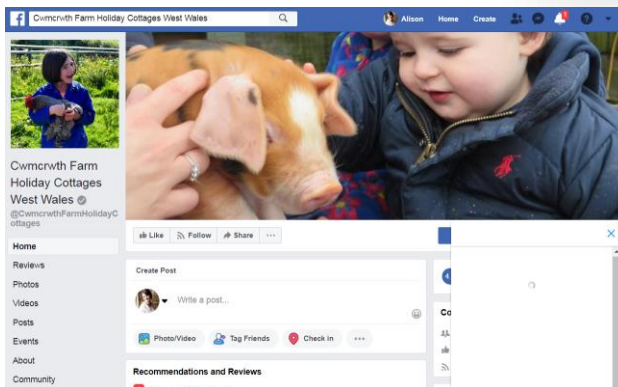 Cwmcrwth Farm Holiday Cottages West Wales
Alison Home Create
Cwmcrwth Farm
Holiday Cottages
West Wales
@CwmcrwthFarmHolidayC
ottages
Home
Reviews
Photos
Videos
Posts
Events
About
Community
Like Follow Share
Create Post
Write a post...
Photo/Video Tag Friends Check in
Recommendations and Reviews
Co